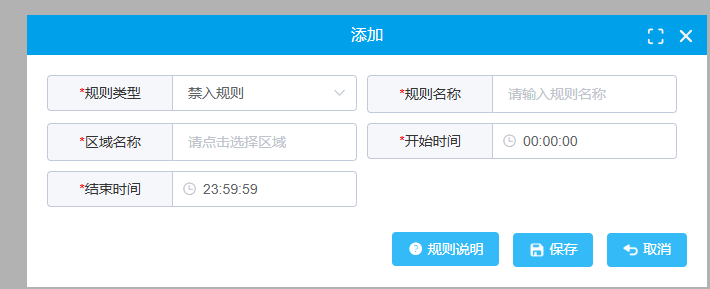 添加
*规则类型 禁入规则 *规则名称 请输入规则名称
*区域名称 请点击选择区域 *开始时间 00:00:00
*结束时间 23:59:59
规则说明 保存 取消